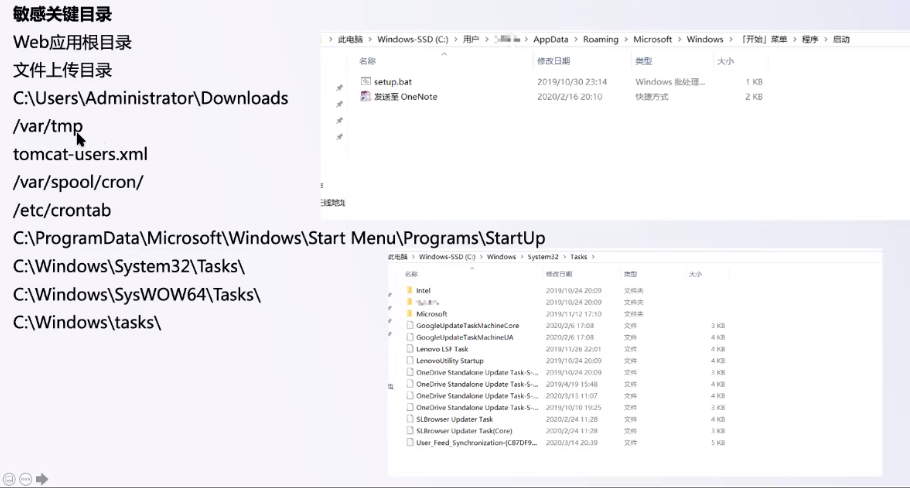 敏感关键目录
Web应用根目录
文件上传目录
C:\Users\Administrator\Downloads
/var/tmp
tomcat-users.xml
/var/spool/cron/
/etc/crontab
C:\ProgramData\Microsoft\Windows\Start Menu\Programs\StartUp
C:\Windows\System32\Tasks\
C:\Windows\SysWOW64\Tasks\
C:\Windows\tasks\
› 此电脑 › Windows-SSD (C:) › 用户 › › AppData › Roaming › Microsoft › Windows › 「开始」菜单 › 程序 › 启动
名称 修改日期 类型 大小
setup.bat 2019/10/30 23:14 Windows 批处理... 1 KB
发送至 OneNote 2020/2/16 20:10 快捷方式 1 KB
此电脑 › Windows-SSD (C:) › Windows › System32 › Tasks ›
名称 修改日期 类型 大小
Intel 2019/10/24 20:09 文件夹
2019/10/24 20:09 文件夹
Microsoft 2019/11/12 17:10 文件夹
GoogleUpdateTaskMachineCore 2020/2/6 17:08 文件 3 KB
GoogleUpdateTaskMachineUA 2020/2/6 17:08 文件 4 KB
Lenovo LSF Task 2019/11/26 22:01 文件 4 KB
LenovoUtility Startup 2019/10/24 20:09 文件 4 KB
OneDrive Standalone Update Task-S-... 2019/10/24 20:09 文件 3 KB
OneDrive Standalone Update Task-S-... 2019/4/19 15:48 文件 4 KB
OneDrive Standalone Update Task-S-... 2020/3/13 11:07 文件 4 KB
OneDrive Standalone Update Task-S-... 2019/10/10 19:25 文件 3 KB
SLBrowser Updater Task 2020/2/24 11:28 文件 4 KB
SLBrowser Updater Task(Core) 2020/2/24 11:28 文件 3 KB
User_Feed_Synchronization-{C87DF9... 2020/3/14 20:39 文件 5 KB